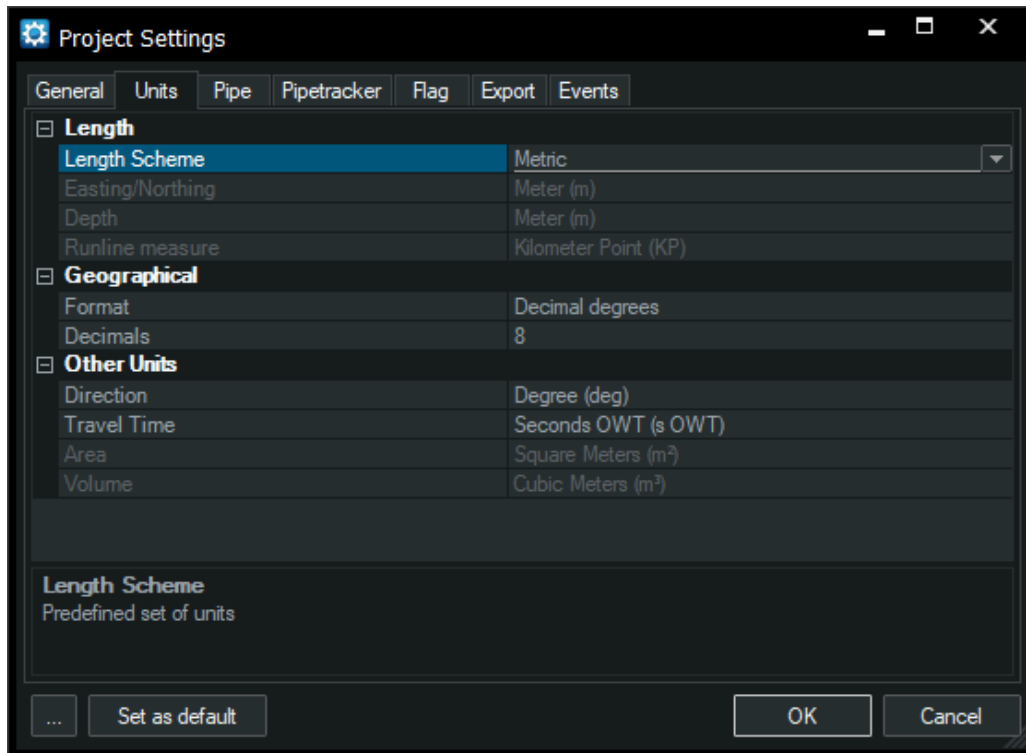 Project Settings
General Units Pipe Pipetracker Flag Export Events
Length
Length Scheme Metric
Easting/Northing Meter (m)
Depth Meter (m)
Runline measure Kilometer Point (KP)
Geographical
Format Decimal degrees
Decimals 8
Other Units
Direction Degree (deg)
Travel Time Seconds OWT (s OWT)
Area Square Meters (m²)
Volume Cubic Meters (m³)
Length Scheme
Predefined set of units
... Set as default OK Cancel